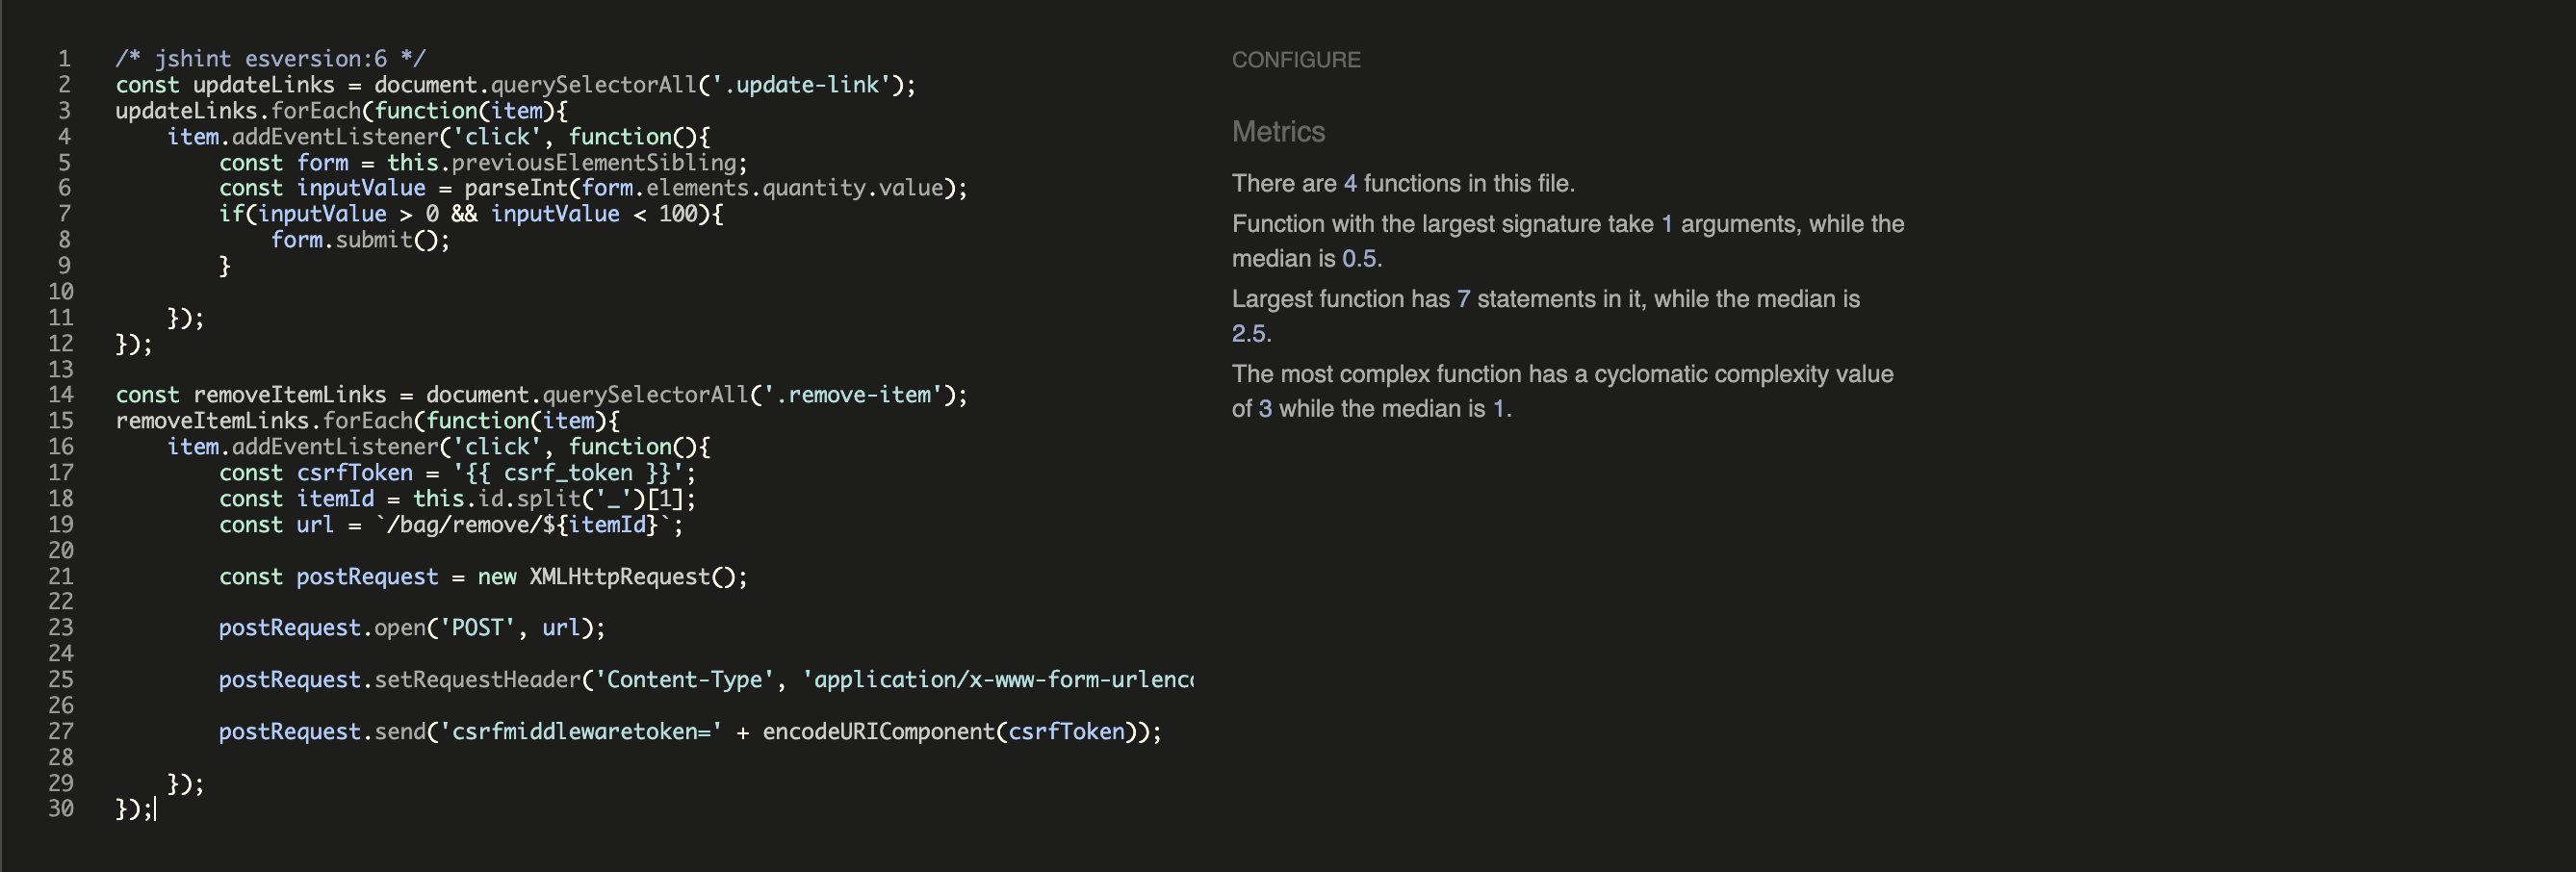 1 /* jshint esversion:6 */
2 const updateLinks = document.querySelectorAll('.update-link');
3 updateLinks.forEach(function(item){
4     item.addEventListener('click', function(){
5         const form = this.previousElementSibling;
6         const inputValue = parseInt(form.elements.quantity.value);
7         if(inputValue > 0 && inputValue < 100){
8             form.submit();
9         }
10
11     });
12 });
13
14 const removeItemLinks = document.querySelectorAll('.remove-item');
15 removeItemLinks.forEach(function(item){
16     item.addEventListener('click', function(){
17         const csrfToken = '{{ csrf_token }}';
18         const itemId = this.id.split('_')[1];
19         const url = `/bag/remove/${itemId}`;
20
21         const postRequest = new XMLHttpRequest();
22
23         postRequest.open('POST', url);
24
25         postRequest.setRequestHeader('Content-Type', 'application/x-www-form-urlenc
26
27         postRequest.send('csrfmiddlewaretoken=' + encodeURIComponent(csrfToken));
28
29     });
30 });
CONFIGURE
Metrics
There are 4 functions in this file.
Function with the largest signature take 1 arguments, while the
median is 0.5.
Largest function has 7 statements in it, while the median is
2.5.
The most complex function has a cyclomatic complexity value
of 3 while the median is 1.